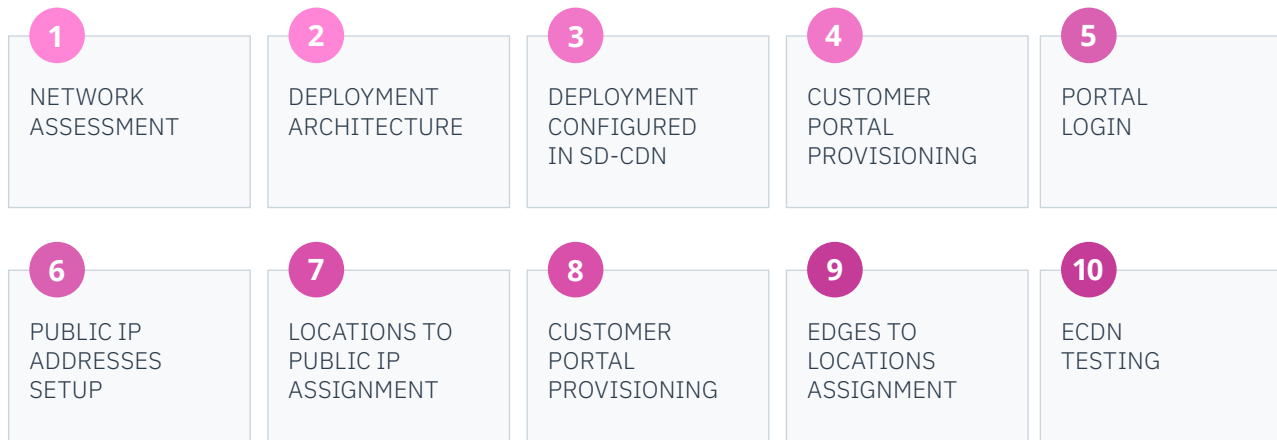 1
NETWORK
ASSESSMENT
2
DEPLOYMENT
ARCHITECTURE
3
DEPLOYMENT
CONFIGURED
IN SD-CDN
4
CUSTOMER
PORTAL
PROVISIONING
5
PORTAL
LOGIN
6
PUBLIC IP
ADDRESSES
SETUP
7
LOCATIONS TO
PUBLIC IP
ASSIGNMENT
8
CUSTOMER
PORTAL
PROVISIONING
9
EDGES TO
LOCATIONS
ASSIGNMENT
10
ECDN
TESTING